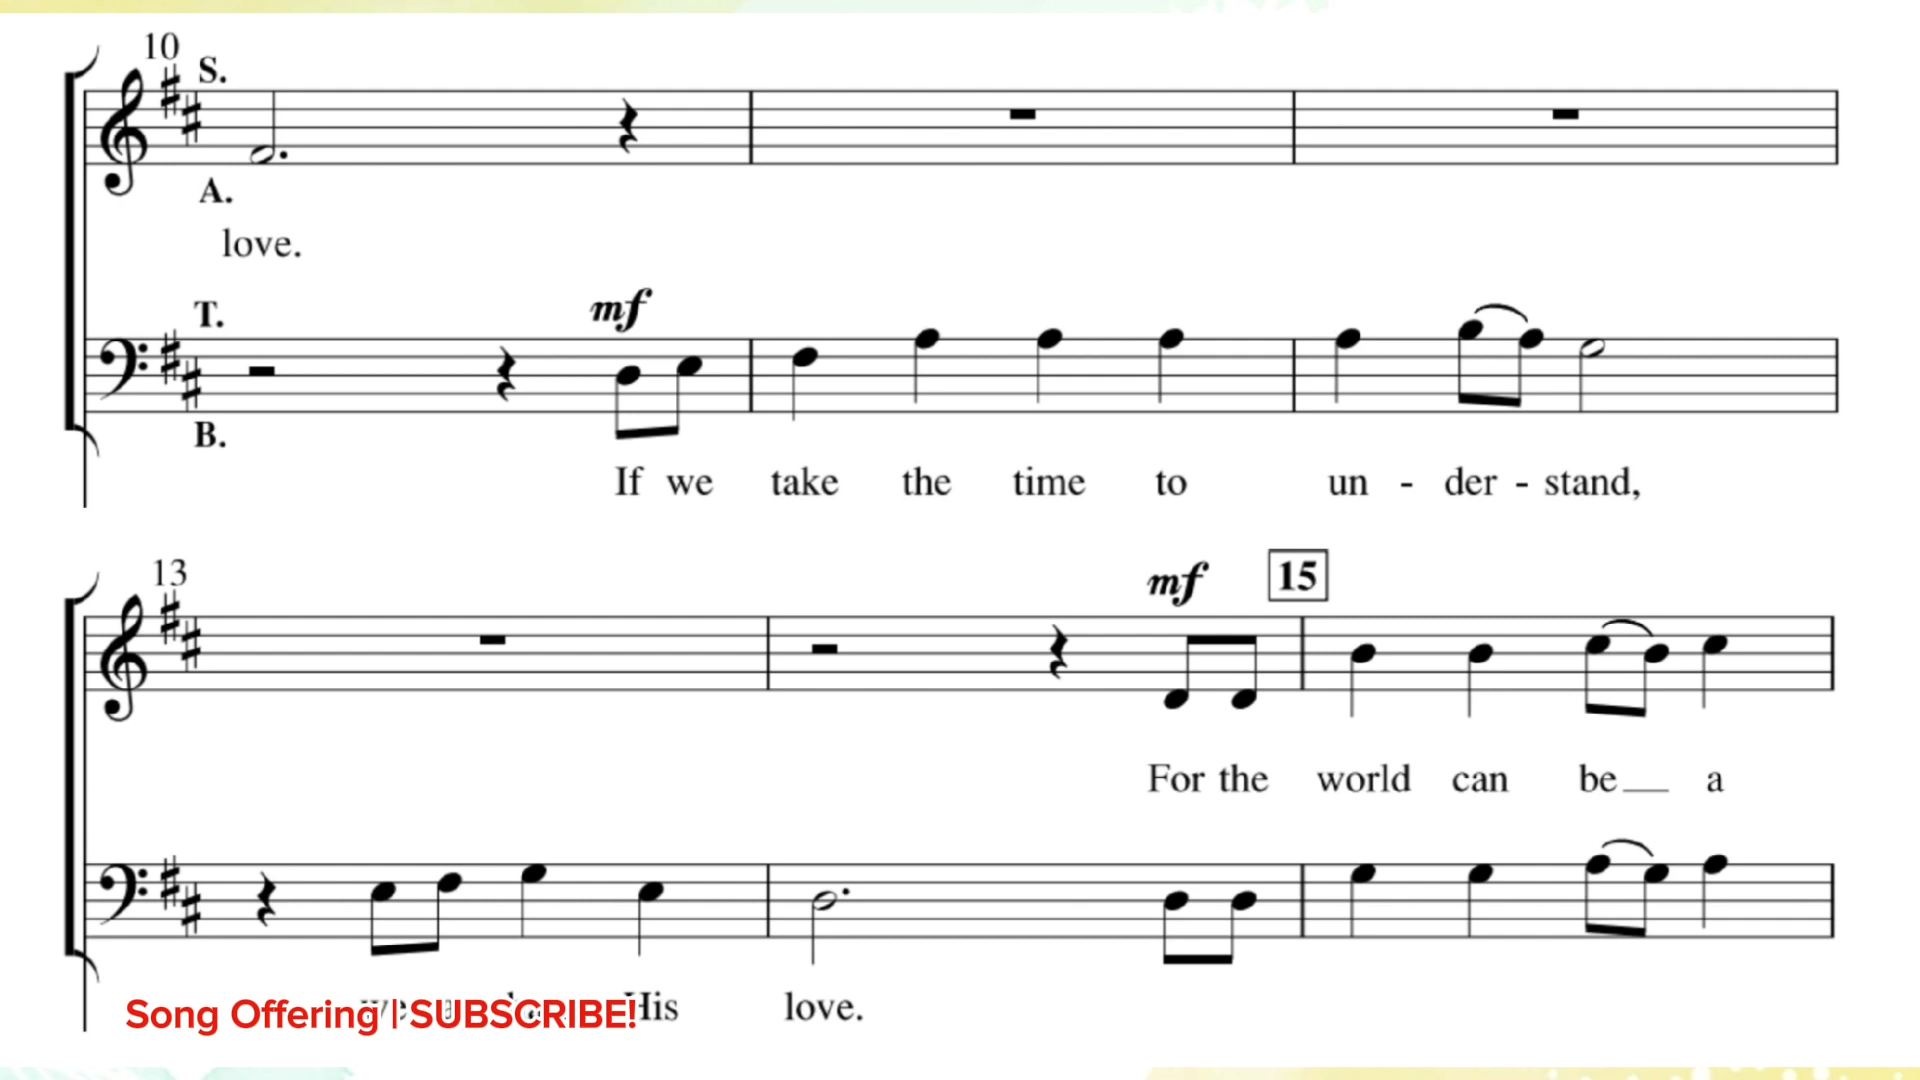 10
S.
A.
love.
mf
T.
B.
If we take the time to un - der - stand,
13
mf
15
For the world can be a
His love.
Song Offering | SUBSCRIBE!